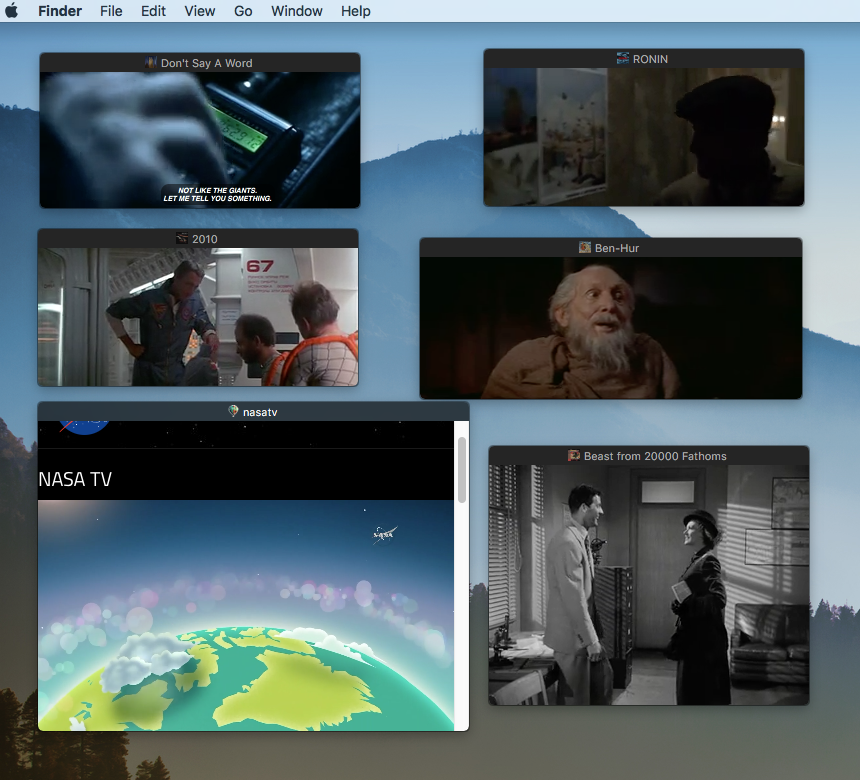 Finder File Edit View Go Window Help
Don't Say A Word
NOT LIKE THE GIANTS.
LET ME TELL YOU SOMETHING.
RONIN
2010
67
Ben-Hur
nasatv
NASA TV
NASA
Beast from 20000 Fathoms